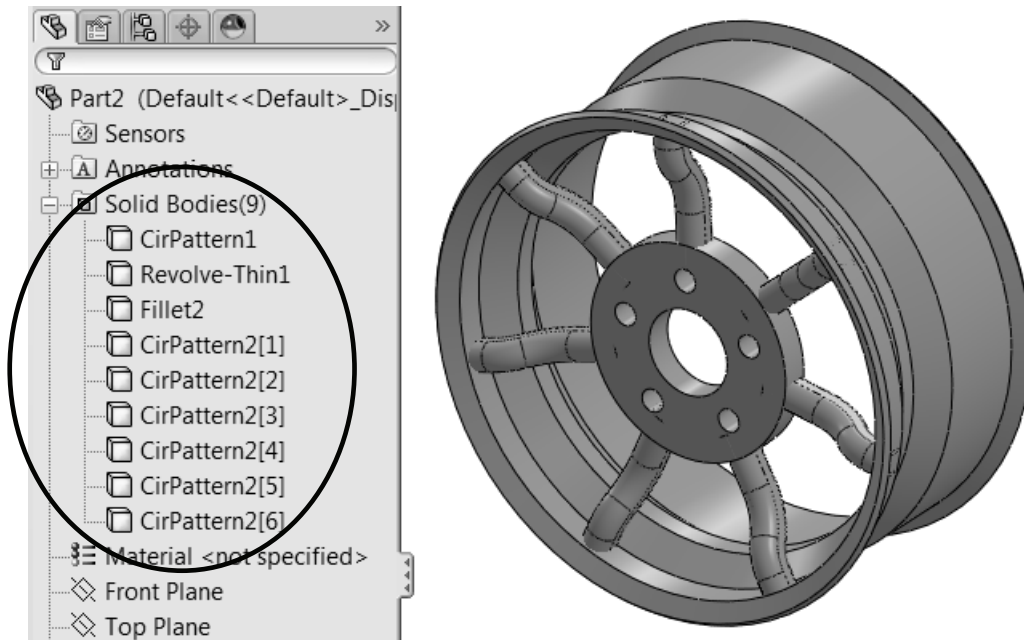 Part2 (Default<<Default>_Dis
Sensors
A Annotations
Solid Bodies(9)
CirPattern1
Revolve-Thin1
Fillet2
CirPattern2[1]
CirPattern2[2]
CirPattern2[3]
CirPattern2[4]
CirPattern2[5]
CirPattern2[6]
Material <not specified>
Front Plane
Top Plane